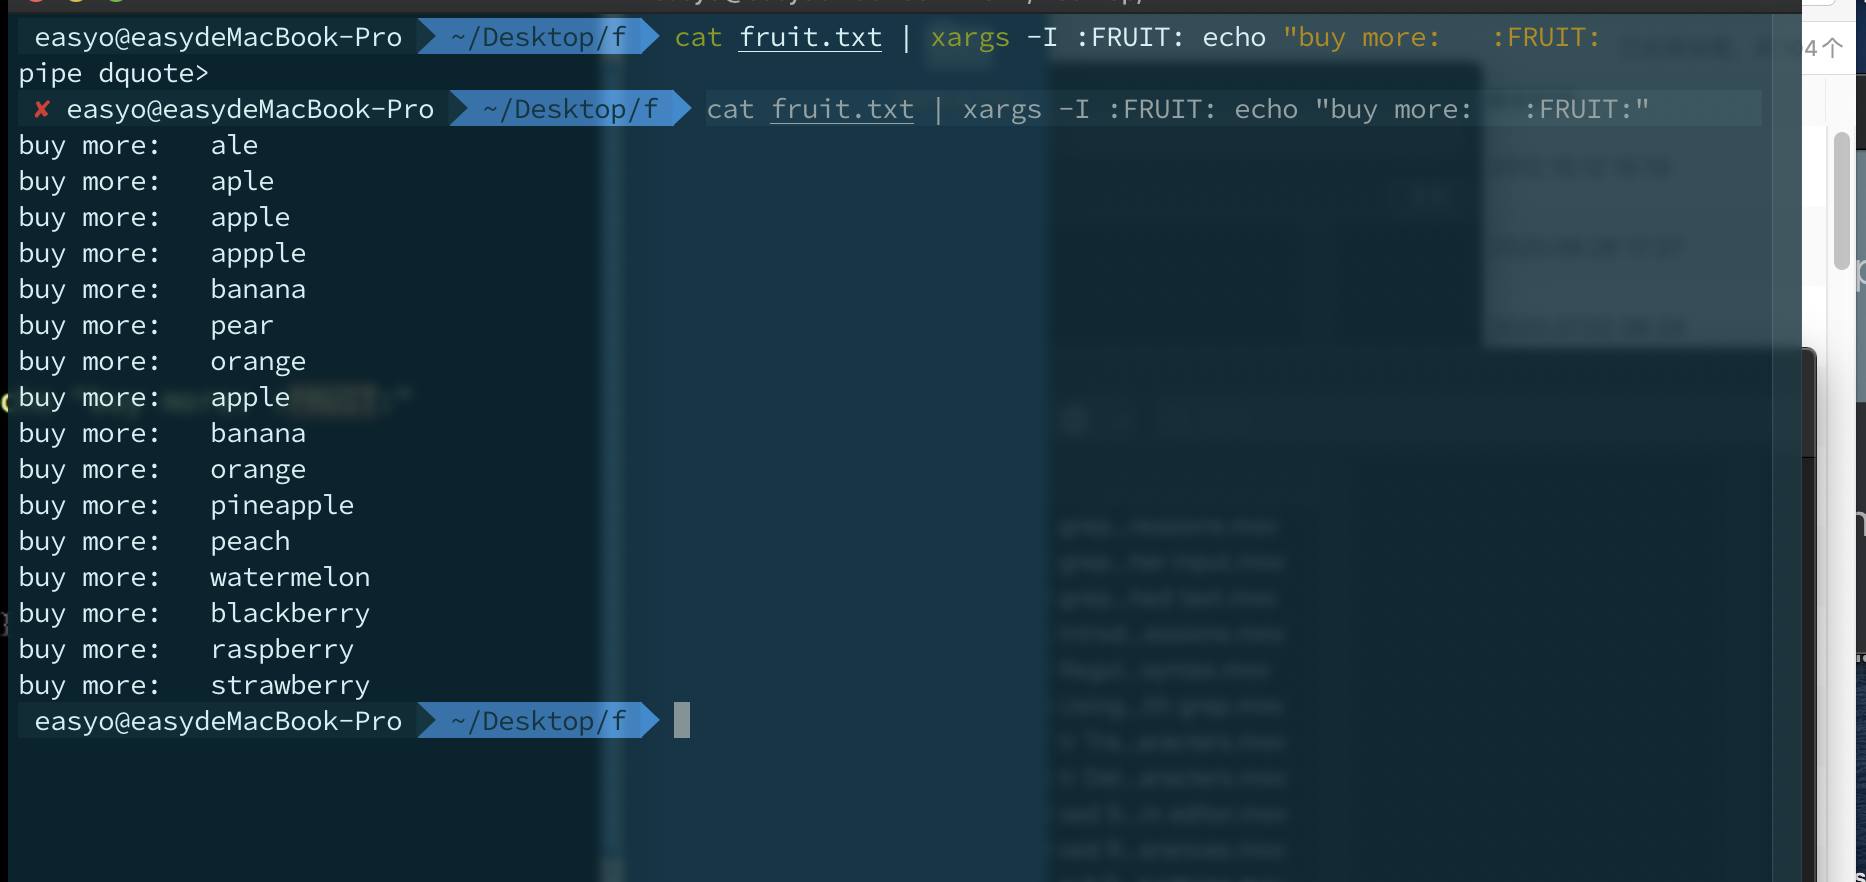 easyo@easydeMacBook-Pro ~/Desktop/f cat fruit.txt | xargs -I :FRUIT: echo "buy more:   :FRUIT:
pipe dquote>
✘ easyo@easydeMacBook-Pro ~/Desktop/f cat fruit.txt | xargs -I :FRUIT: echo "buy more:   :FRUIT:"
buy more:   ale
buy more:   aple
buy more:   apple
buy more:   appple
buy more:   banana
buy more:   pear
buy more:   orange
buy more:   apple
buy more:   banana
buy more:   orange
buy more:   pineapple
buy more:   peach
buy more:   watermelon
buy more:   blackberry
buy more:   raspberry
buy more:   strawberry
easyo@easydeMacBook-Pro ~/Desktop/f
4个